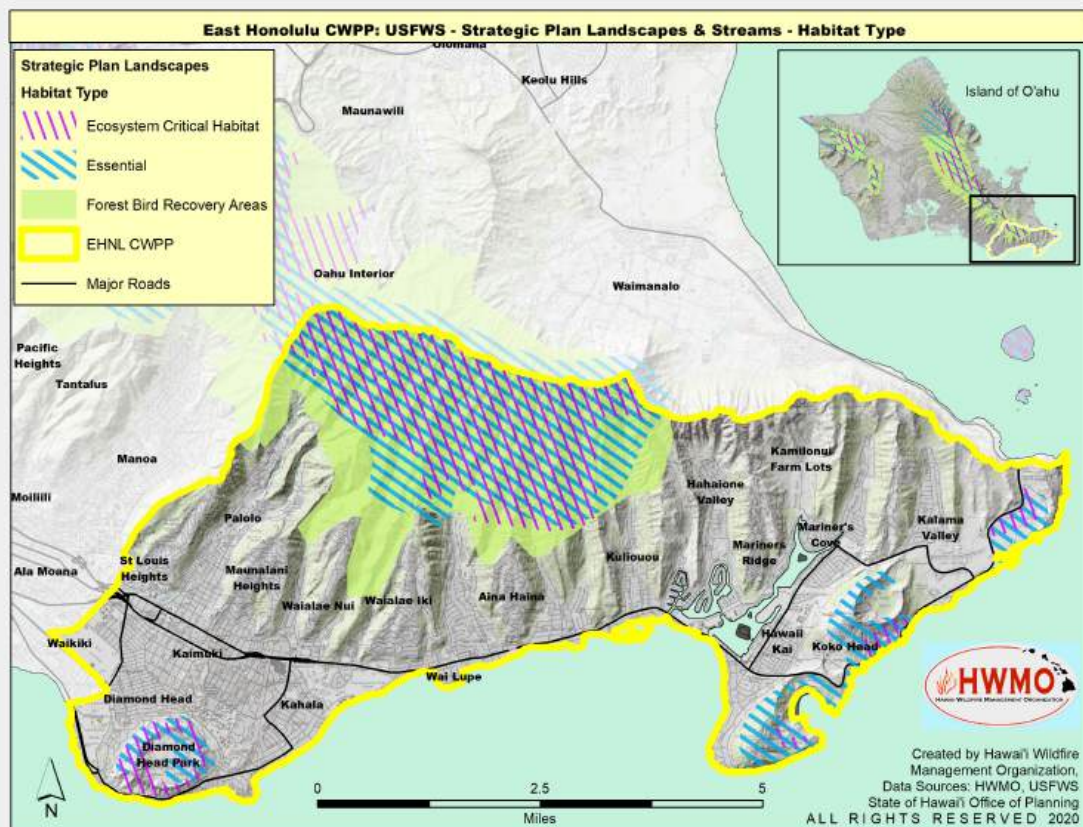 East Honolulu CWPP: USFWS - Strategic Plan Landscapes & Streams - Habitat Type
Strategic Plan Landscapes
Habitat Type
Ecosystem Critical Habitat
Essential
Forest Bird Recovery Areas
EHNL CWPP
Major Roads
Island of O'ahu
Olomana
Keolu Hills
Maunawili
Oahu Interior
Waimanalo
Pacific
Heights
Tantalus
Manoa
Moiliili
Palolo
St Louis
Heights
Ala Moana
Maunalani
Heights
Waialae Nui
Waialae Iki
Aina Haina
Kuliouou
Hahaione
Valley
Kamilonui
Farm Lots
Mariner's
Cove
Mariners
Ridge
Kalama
Valley
Waikiki
Kaimuki
Wai Lupe
Hawaii
Kai
Koko Head
Diamond Head
Kahala
Diamond
Head Park
HWMO
HAWAII WILDFIRE MANAGEMENT ORGANIZATION
N
0
2.5
5
Miles
Created by Hawai'i Wildfire
Management Organization,
Data Sources: HWMO, USFWS
State of Hawai'i Office of Planning
ALL RIGHTS RESERVED 2020